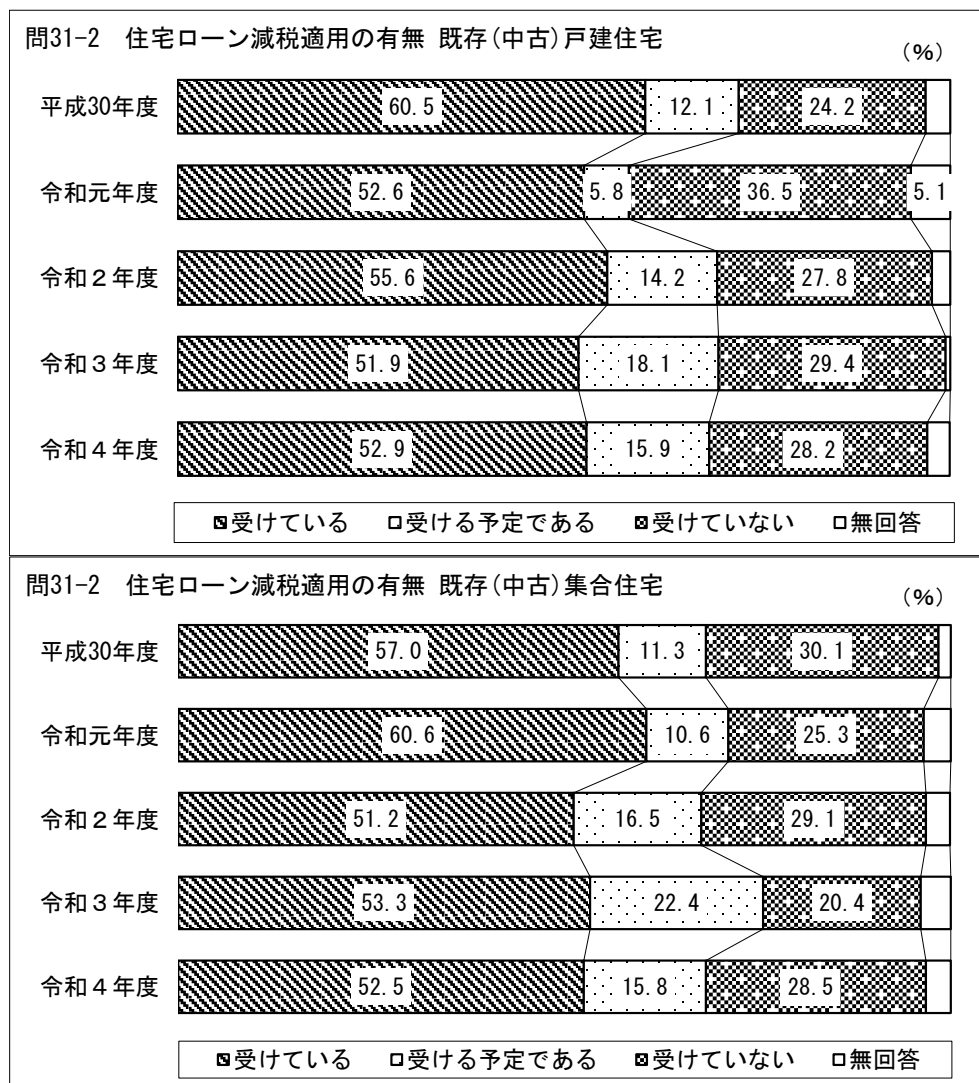 問31-2 住宅ローン減税適用の有無 既存(中古)戸建住宅
(%)
平成30年度 60.5 12.1 24.2
令和元年度 52.6 5.8 36.5 5.1
令和2年度 55.6 14.2 27.8
令和3年度 51.9 18.1 29.4
令和4年度 52.9 15.9 28.2
受けている 受ける予定である 受けていない 無回答
問31-2 住宅ローン減税適用の有無 既存(中古)集合住宅
(%)
平成30年度 57.0 11.3 30.1
令和元年度 60.6 10.6 25.3
令和2年度 51.2 16.5 29.1
令和3年度 53.3 22.4 20.4
令和4年度 52.5 15.8 28.5
受けている 受ける予定である 受けていない 無回答